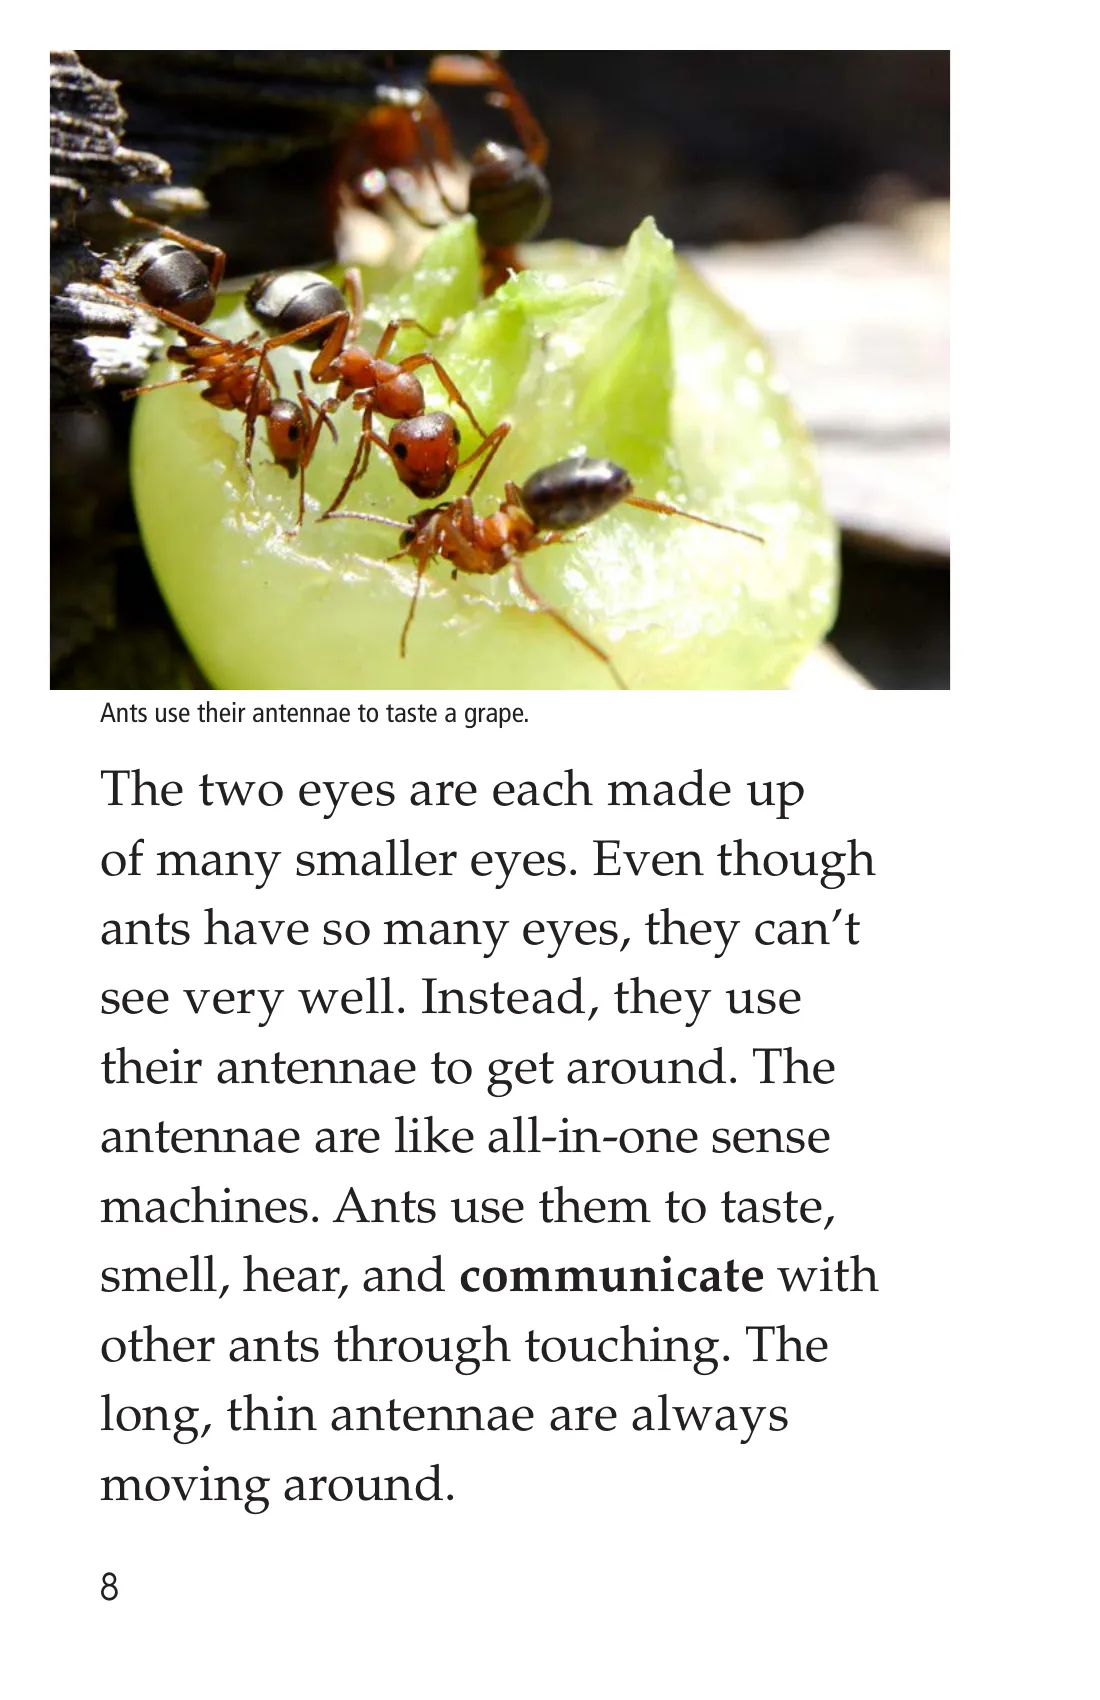 Ants use their antennae to taste a grape.
The two eyes are each made up
of many smaller eyes. Even though
ants have so many eyes, they can’t
see very well. Instead, they use
their antennae to get around. The
antennae are like all-in-one sense
machines. Ants use them to taste,
smell, hear, and communicate with
other ants through touching. The
long, thin antennae are always
moving around.
8